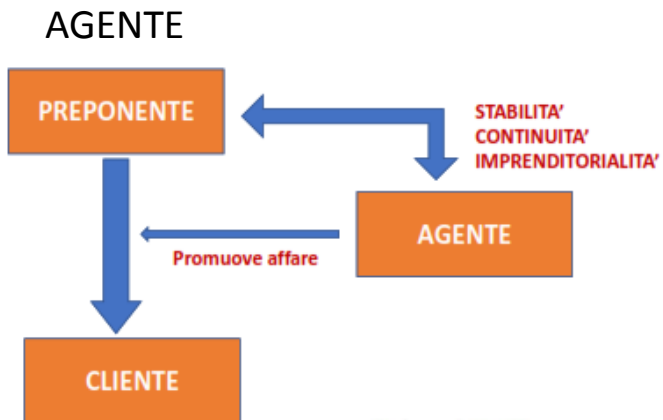 AGENTE
PREPONENTE
STABILITA'
CONTINUITA'
IMPRENDITORIALITA'
AGENTE
Promuove affare
CLIENTE